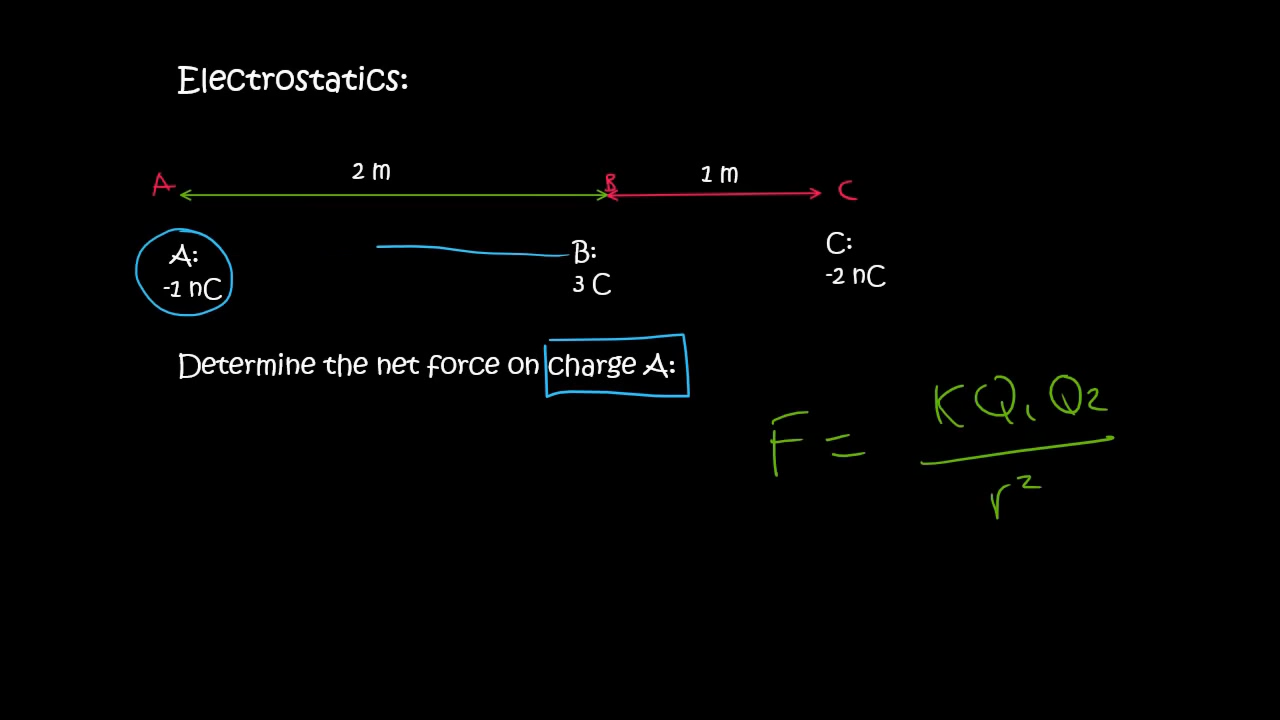 Electrostatics:
2 m
1 m
A
B
C
A:
-1 nC
B:
3 C
C:
-2 nC
Determine the net force on charge A:
F = KQ₁Q₂
r²